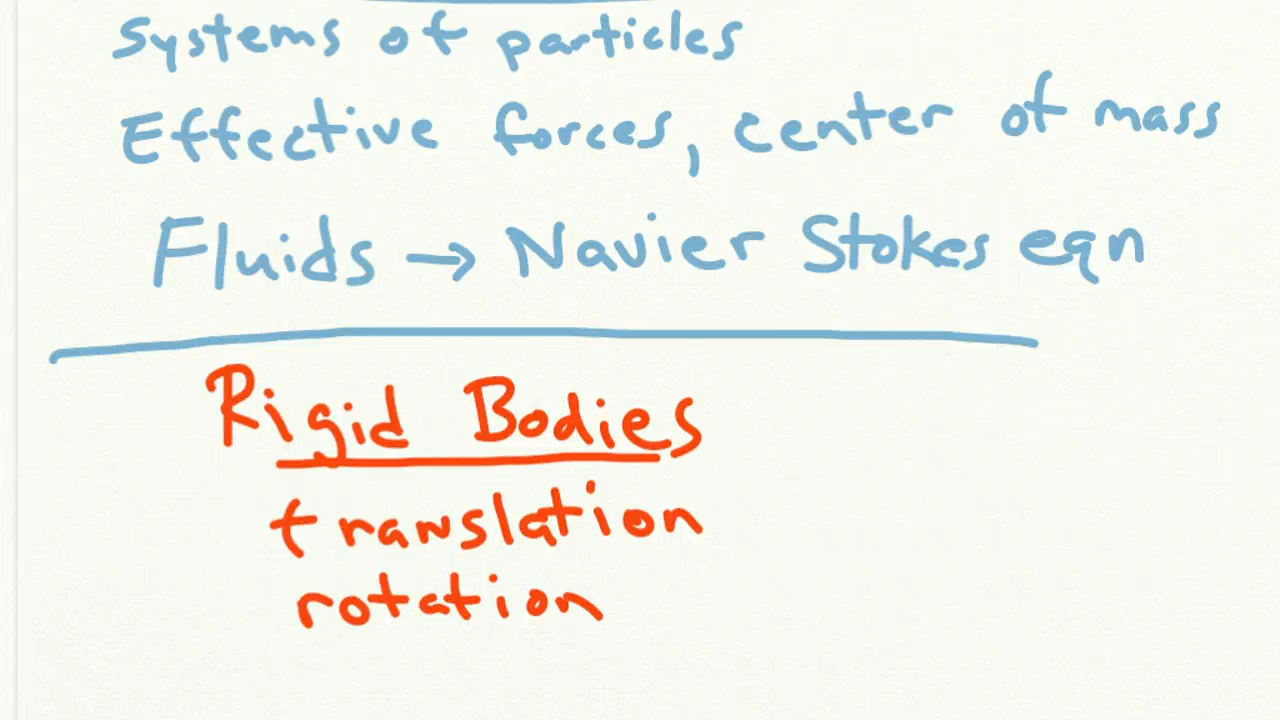 Systems of particles
Effective forces, center of mass
Fluids → Navier Stokes eqn
Rigid Bodies
translation
rotation